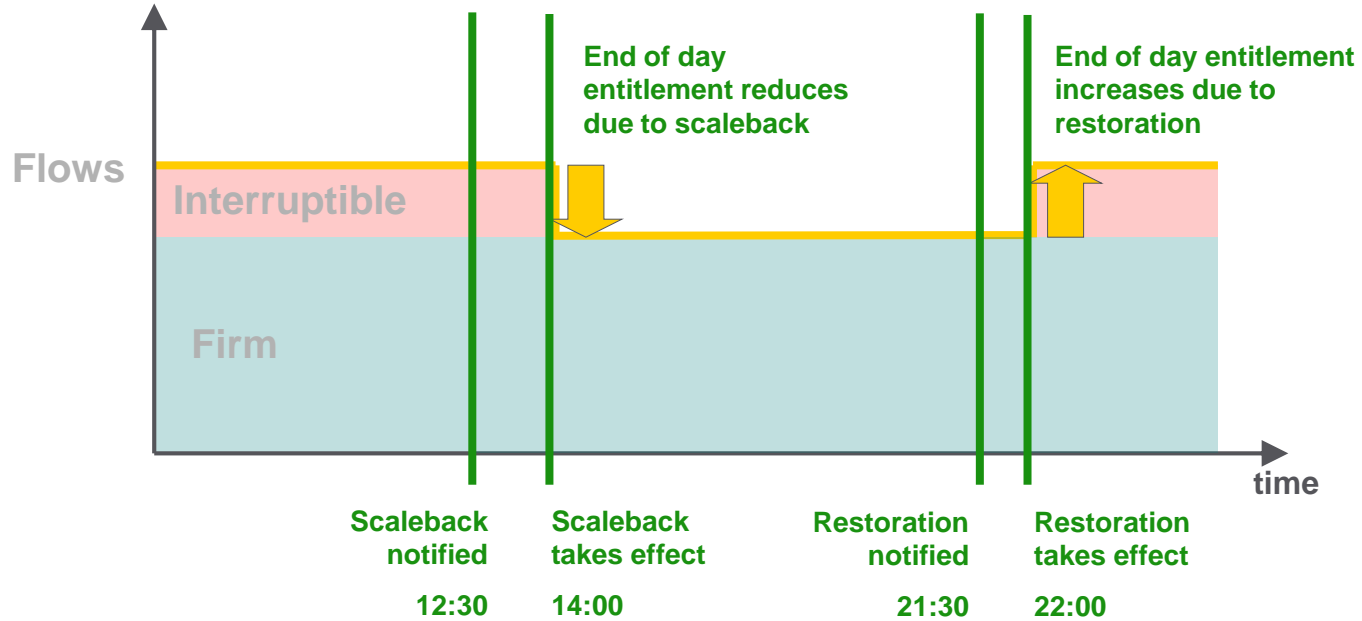 End of day
entitlement reduces
due to scaleback
End of day entitlement
increases due to
restoration
Flows
Interruptible
Firm
time
Scaleback
notified
12:30
Scaleback
takes effect
14:00
Restoration
notified
21:30
Restoration
takes effect
22:00